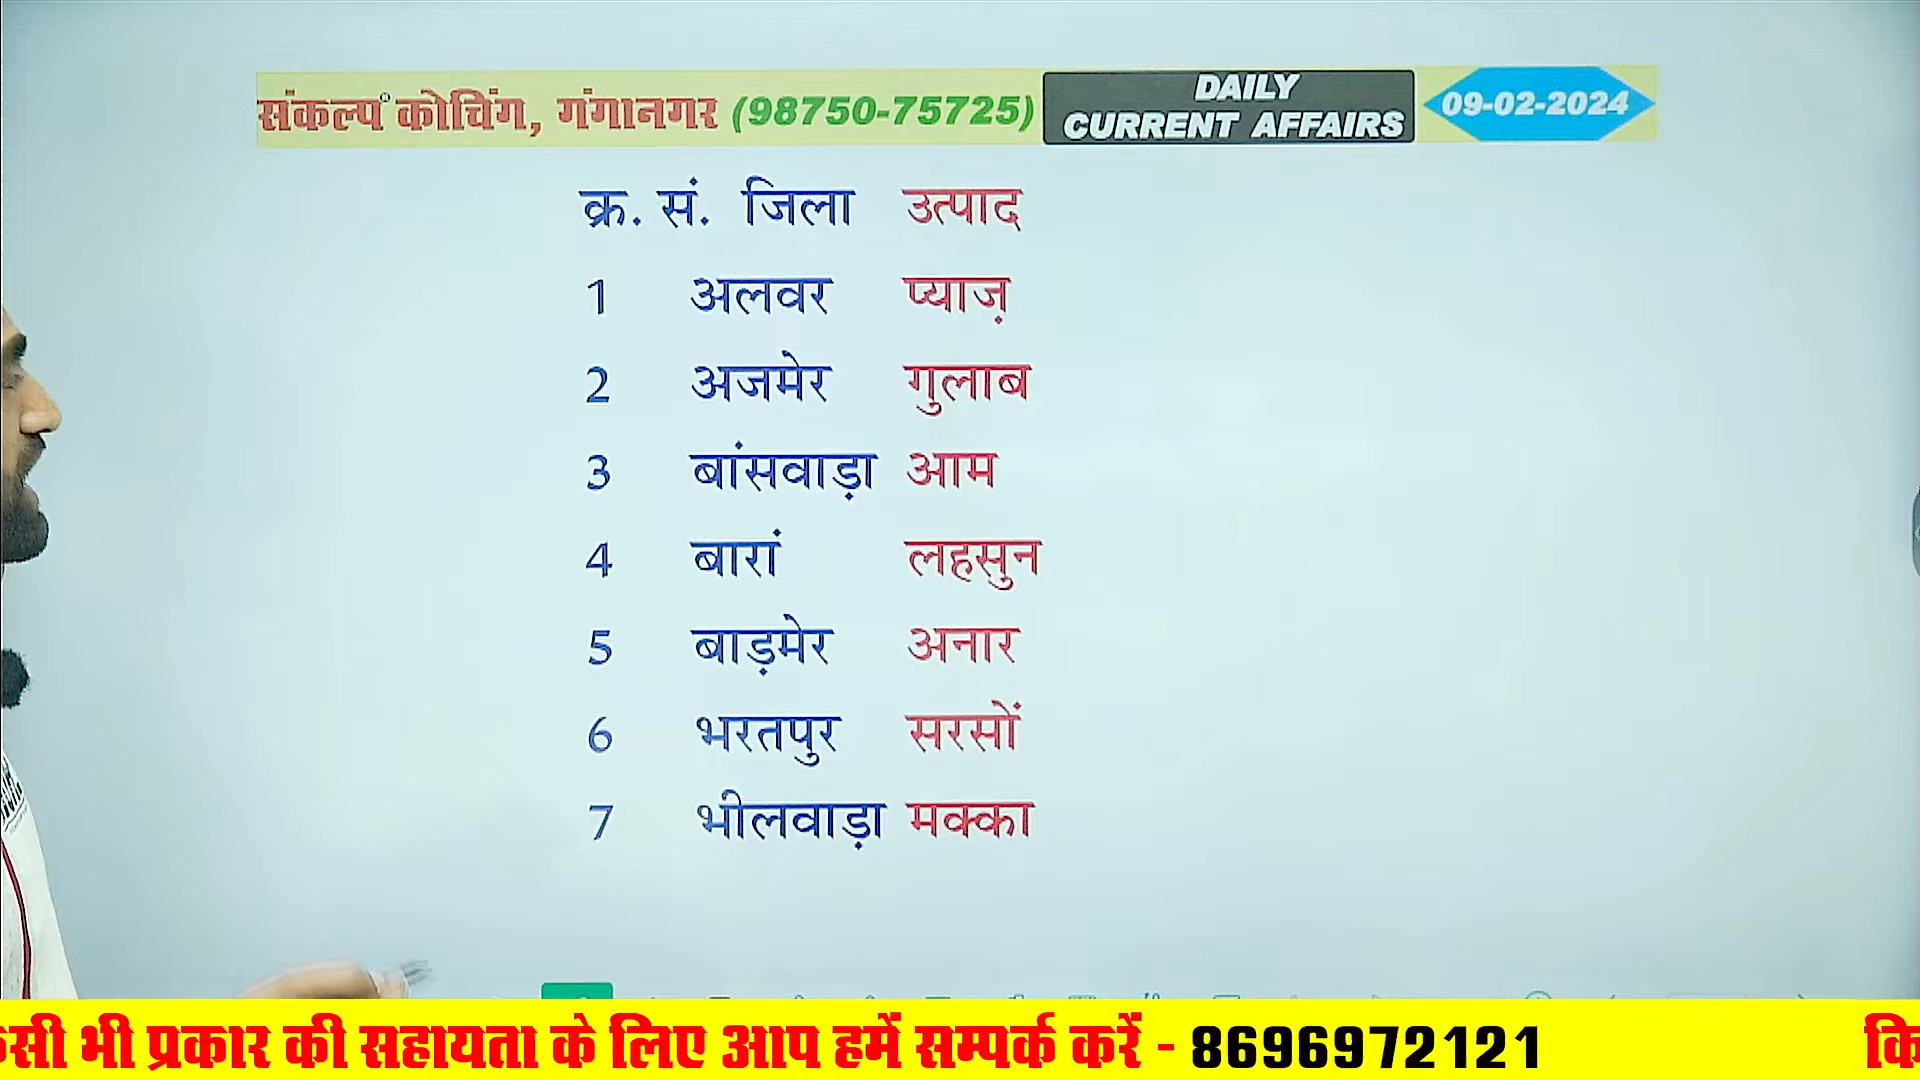 संकल्प कोचिंग, गंगानगर (98750-75725) DAILY CURRENT AFFAIRS 09-02-2024
क्र. सं. जिला उत्पाद
1 अलवर प्याज़
2 अजमेर गुलाब
3 बांसवाड़ा आम
4 बारां लहसुन
5 बाड़मेर अनार
6 भरतपुर सरसों
7 भीलवाड़ा मक्का
भी प्रकार की सहायता के लिए आप हमें सम्पर्क करें - 8696972121